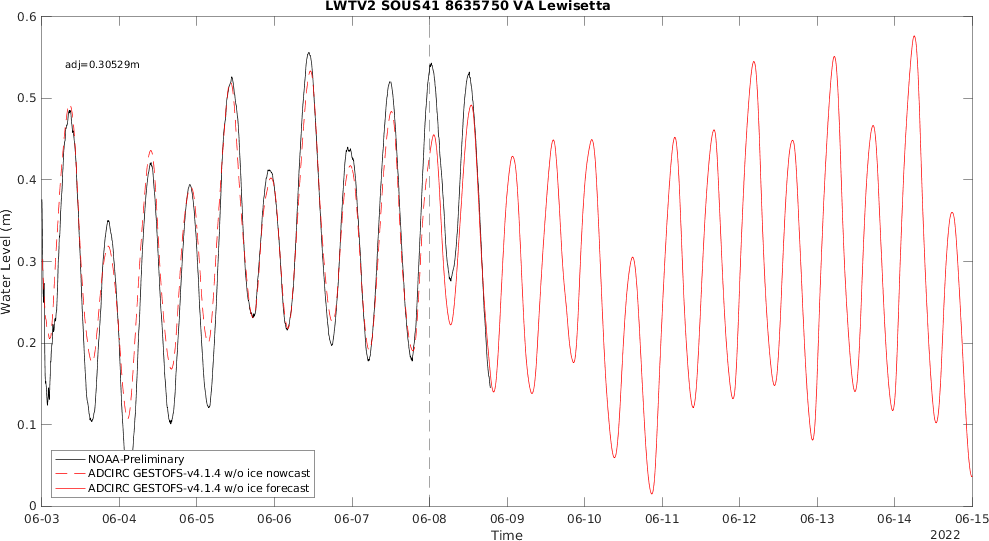 LWTV2 SOUS41 8635750 VA Lewisetta
0.6
adj=0.30529m
0.5
0.4
0.3
0.2
0.1
0
Water Level (m)
NOAA-Preliminary
ADCIRC GESTOFS-v4.1.4 w/o ice nowcast
ADCIRC GESTOFS-v4.1.4 w/o ice forecast
06-03 06-04 06-05 06-06 06-07 06-08 06-09 06-10 06-11 06-12 06-13 06-14 06-15
Time
2022